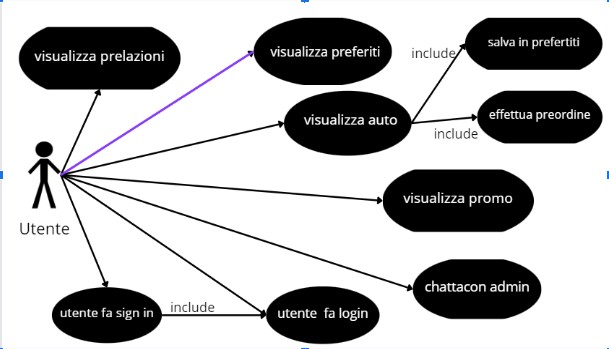 visualizza prelazioni
visualizza preferiti
include
salva in prefertiti
visualizza auto
effettua preordine
include
visualizza promo
Utente
chattacon admin
utente fa sign in
include
utente fa login